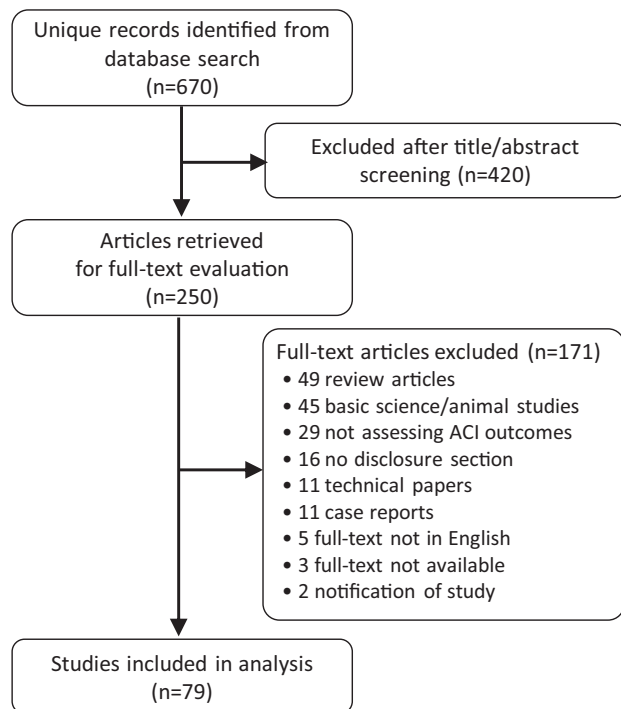 Unique records identified from
database search
(n=670)
Excluded after title/abstract
screening (n=420)
Articles retrieved
for full-text evaluation
(n=250)
Full-text articles excluded (n=171)
• 49 review articles
• 45 basic science/animal studies
• 29 not assessing ACI outcomes
• 16 no disclosure section
• 11 technical papers
• 11 case reports
• 5 full-text not in English
• 3 full-text not available
• 2 notification of study
Studies included in analysis
(n=79)